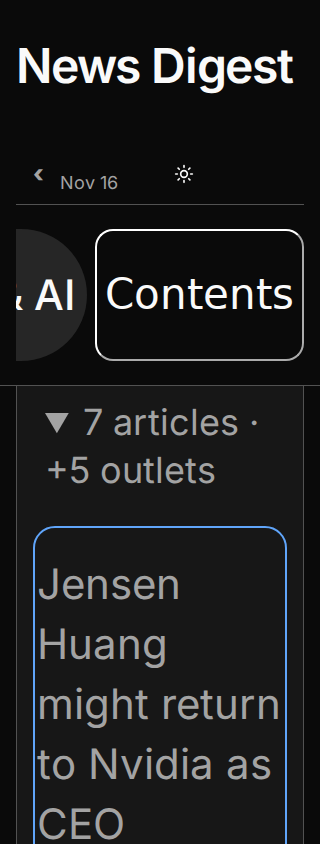 News Digest
‹ Nov 16
& AI Contents
▼ 7 articles ·
+5 outlets
Jensen
Huang
might return
to Nvidia as
CEO